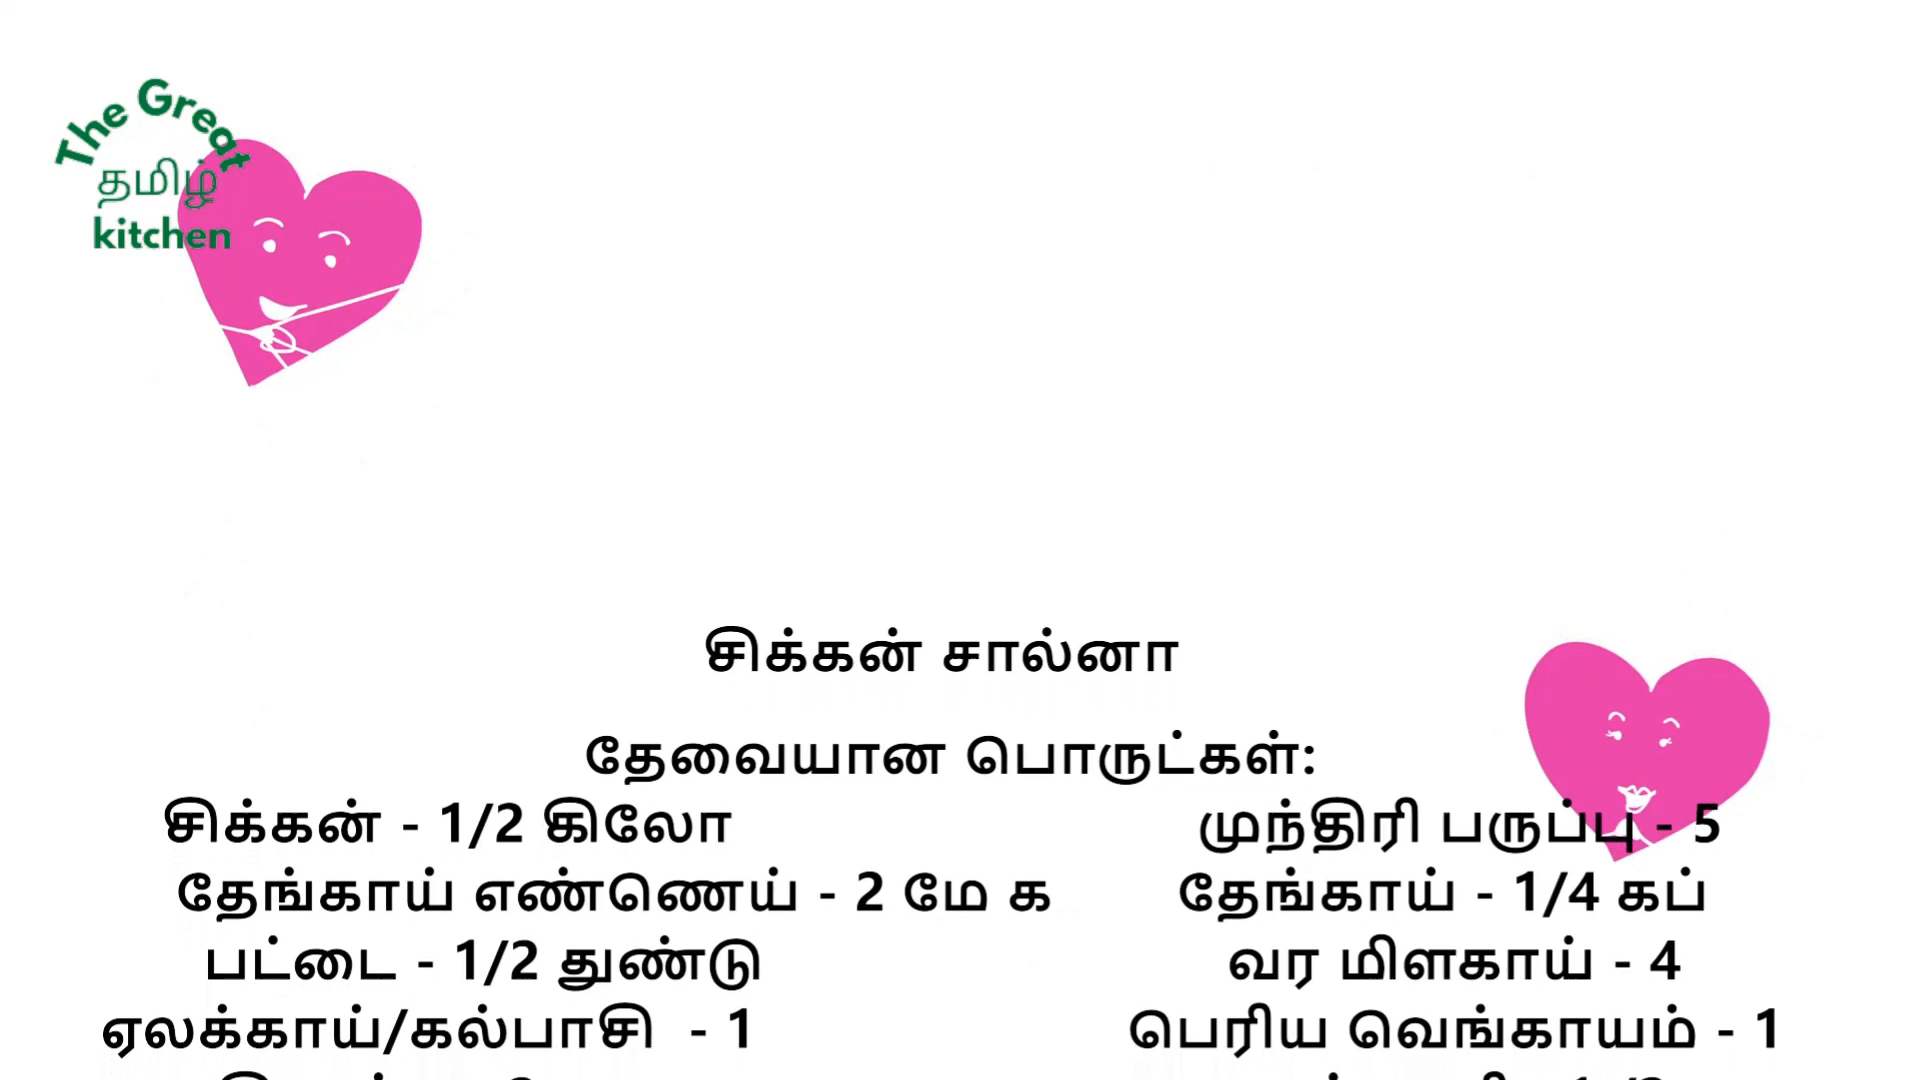 The Great
தமிழ்
kitchen
சிக்கன் சால்னா
தேவையான பொருட்கள்:
சிக்கன் - 1/2 கிலோ முந்திரி பருப்பு - 5
தேங்காய் எண்ணெய் - 2 மே க தேங்காய் - 1/4 கப்
பட்டை - 1/2 துண்டு வர மிளகாய் - 4
ஏலக்காய்/கல்பாசி - 1 பெரிய வெங்காயம் - 1